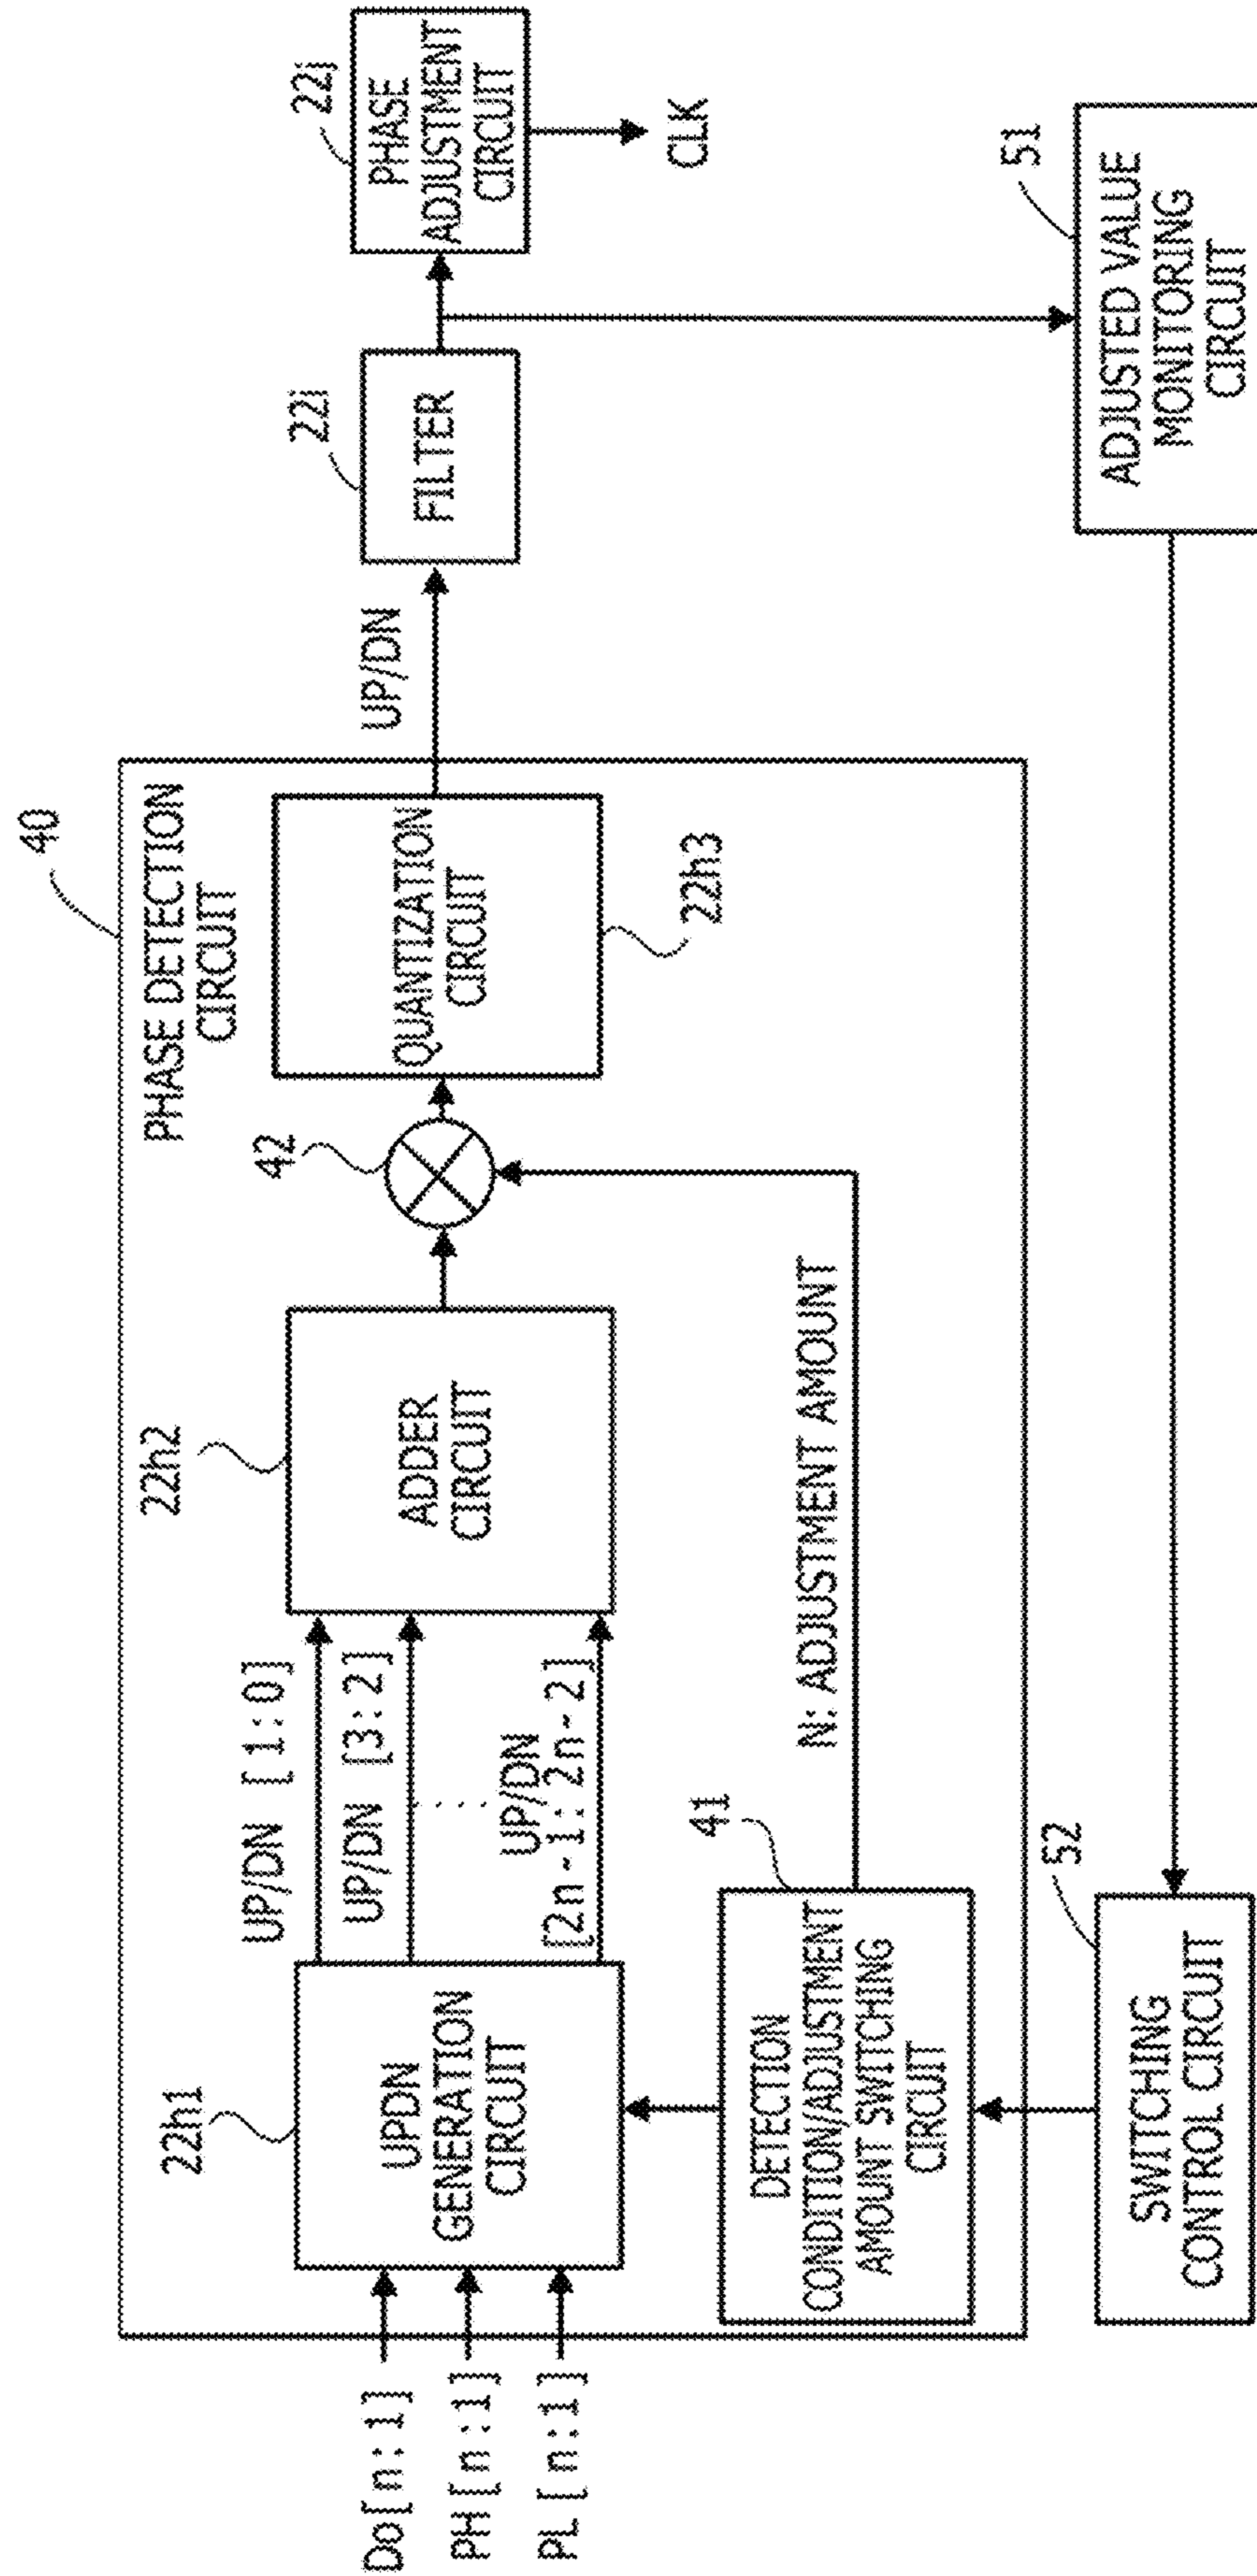 40
PHASE DETECTION
CIRCUIT
Do[n:1]
PH[n:1]
PL[n:1]
22h1
UPDN
GENERATION
CIRCUIT
UP/DN [1:0]
UP/DN [3:2]
UP/DN
[2n-1:2n-2]
22h2
ADDER
CIRCUIT
42
QUANTIZATION
CIRCUIT
22h3
UP/DN
22i
FILTER
22j
PHASE
ADJUSTMENT
CIRCUIT
CLK
41
DETECTION
CONDITION/ADJUSTMENT
AMOUNT SWITCHING
CIRCUIT
N: ADJUSTMENT AMOUNT
52
SWITCHING
CONTROL CIRCUIT
51
ADJUSTED VALUE
MONITORING
CIRCUIT